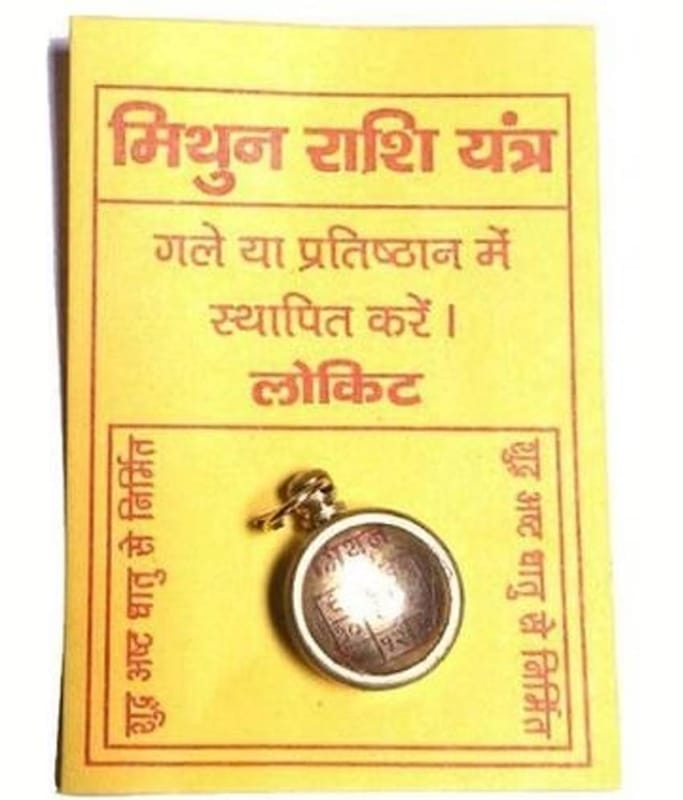 मिथुन राशि यंत्र
गले या प्रतिष्ठान में
स्थापित करें ।
लोकिट
शुद्ध अष्ट धातु से निर्मित
शुद्ध अष्ट धातु से निर्मित